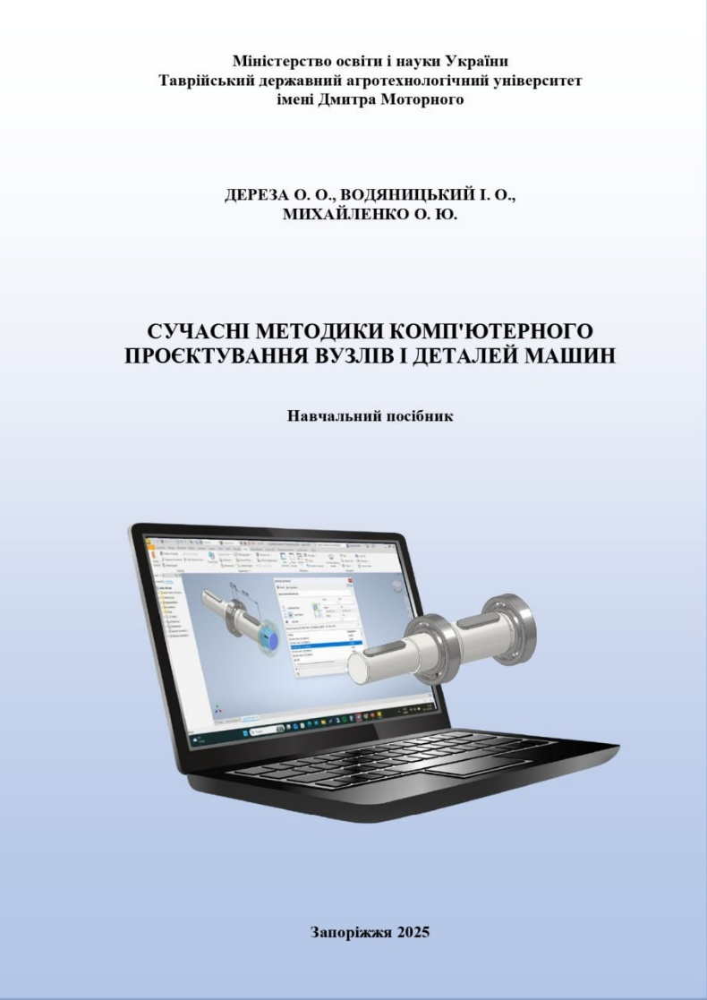 Міністерство освіти і науки України
Таврійський державний агротехнологічний університет
імені Дмитра Моторного
ДЕРЕЗА О. О., ВОДЯНИЦЬКИЙ І. О.,
МИХАЙЛЕНКО О. Ю.
СУЧАСНІ МЕТОДИКИ КОМП'ЮТЕРНОГО
ПРОЄКТУВАННЯ ВУЗЛІВ І ДЕТАЛЕЙ МАШИН
Навчальний посібник
Запоріжжя 2025